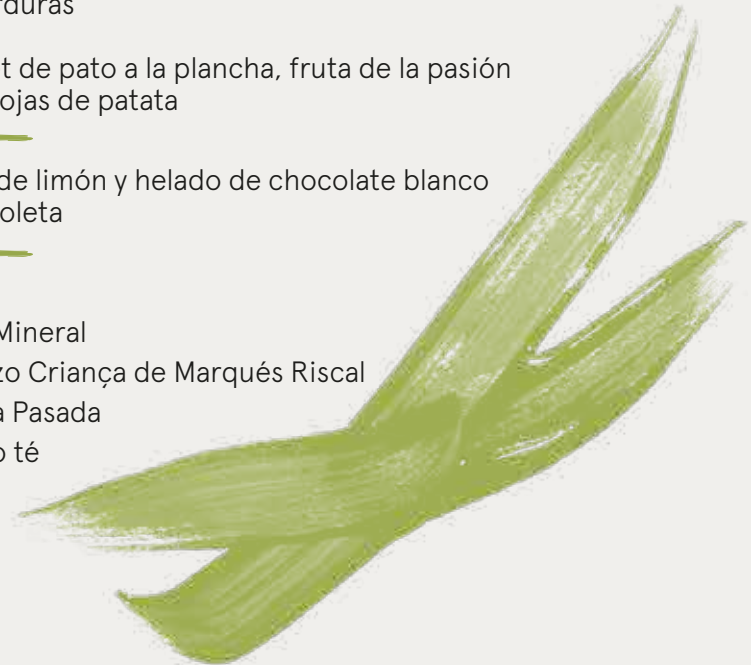 rduras
t de pato a la plancha, fruta de la pasión
ojas de patata
de limón y helado de chocolate blanco
oleta
Mineral
zo Criança de Marqués Riscal
a Pasada
o té